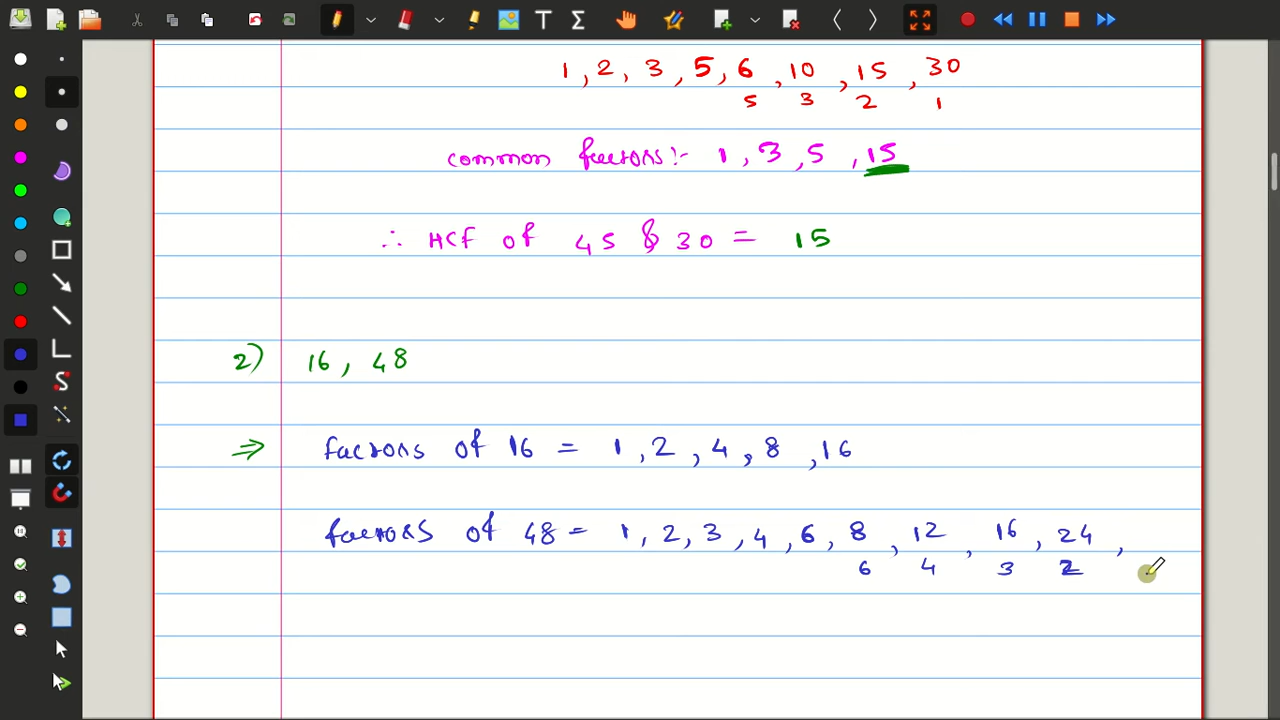 1 , 2 , 3 , 5 , 6 , 10 , 15 , 30
5 3 2 1
common factors:- 1 , 3 , 5 , 15
∴ HCF of 45 & 30 = 15
2) 16 , 48
⇒ factors of 16 = 1 , 2 , 4 , 8 , 16
factors of 48 = 1 , 2 , 3 , 4 , 6 , 8 , 12 , 16 , 24 ,
6 4 3 2